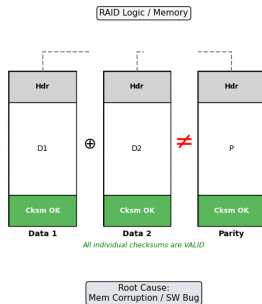 RAID Logic / Memory
Hdr Hdr Hdr
D1 ⊕ D2 ≠ P
Cksm OK Cksm OK Cksm OK
Data 1 Data 2 Parity
All individual checksums are VALID
Root Cause:
Mem Corruption / SW Bug